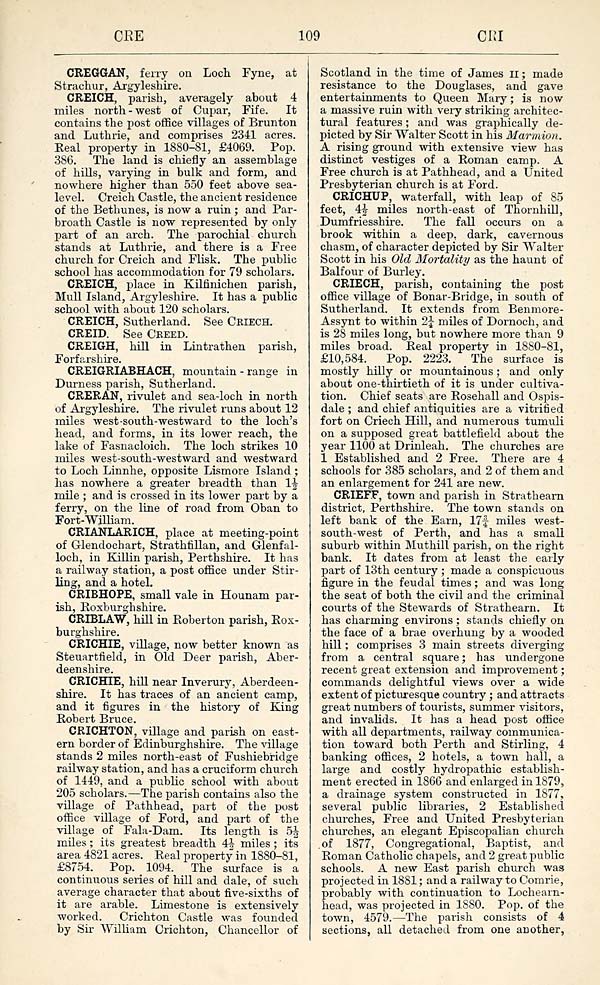 CRE 109 CRI
CREGGAN, ferry on Loch Fyne, at
Strachur, Argyleshire.
CREICH, parish, averagely about 4
miles north-west of Cupar, Fife. It
contains the post office villages of Brunton
and Luthrie, and comprises 2341 acres.
Real property in 1880-81, £4069. Pop.
386. The land is chiefly an assemblage
of hills, varying in bulk and form, and
nowhere higher than 550 feet above sea-
level. Creich Castle, the ancient residence
of the Bethunes, is now a ruin; and Par-
broath Castle is now represented by only
part of an arch. The parochial church
stands at Luthrie, and there is a Free
church for Creich and Flisk. The public
school has accommodation for 79 scholars.
CREICH, place in Kilfinichen parish,
Mull Island, Argyleshire. It has a public
school with about 120 scholars.
CREICH, Sutherland. See CRIECH.
CREID. See CREED.
CREIGH, hill in Lintrathen parish,
Forfarshire.
CREIGRIABHACH, mountain-range in
Durness parish, Sutherland.
CRERAN, rivulet and sea-loch in north
of Argyleshire. The rivulet runs about 12
miles west-south-westward to the loch's
head, and forms, in its lower reach, the
lake of Fasnacloich. The loch strikes 10
miles west-south-westward and westward
to Loch Linnhe, opposite Lismore Island;
has nowhere a greater breadth than 1½
mile; and is crossed in its lower part by a
ferry, on the line of road from Oban to
Fort-William.
CRIANLARICH, place at meeting-point
of Glendochart, Strathfillan, and Glenfal-
loch, in Killin parish, Perthshire. It has
a railway station, a post office under Stir-
ling, and a hotel.
CRIBHOPE, small vale in Hounam par-
ish, Roxburghshire.
CRIBLAW, hill in Roberton parish, Rox-
burghshire.
CRICHIE, village, now better known as
Steuartfield, in Old Deer parish, Aber-
deenshire.
CRICHIE, hill near Inverury, Aberdeen-
shire. It has traces of an ancient camp,
and it figures in the history of King
Robert Bruce.
CRICHTON, village and parish on east-
ern border of Edinburghshire. The village
stands 2 miles north-east of Fushiebridge
railway station, and has a cruciform church
of 1449, and a public school with about
205 scholars.—The parish contains also the
village of Pathhead, part of the post
office village of Ford, and part of the
village of Fala-Dam. Its length is 5½
miles; its greatest breadth 4½ miles; its
area 4821 acres. Real property in 1880-81,
£8754. Pop. 1094. The surface is a
continuous series of hill and dale, of such
average character that about five-sixths of
it are arable. Limestone is extensively
worked. Crichton Castle was founded
by Sir William Crichton, Chancellor of
Scotland in the time of James II; made
resistance to the Douglases, and gave
entertainments to Queen Mary; is now
a massive ruin with very striking architec-
tural features; and was graphically de-
picted by Sir Walter Scott in his Marmion.
A rising ground with extensive view has
distinct vestiges of a Roman camp. A
Free church is at Pathhead, and a United
Presbyterian church is at Ford.
CRICHUP, waterfall, with leap of 85
feet, 4½ miles north-east of Thornhill,
Dumfriesshire. The fall occurs on a
brook within a deep, dark, cavernous
chasm, of character depicted by Sir Walter
Scott in his Old Mortality as the haunt of
Balfour of Burley.
CRIECH, parish, containing the post
office village of Bonar-Bridge, in south of
Sutherland. It extends from Benmore-
Assynt to within 2¼ miles of Dornoch, and
is 28 miles long, but nowhere more than 9
miles broad. Real property in 1880-81,
£10,584. Pop. 2223. The surface is
mostly hilly or mountainous; and only
about one-thirtieth of it is under cultiva-
tion. Chief seats are Rosehall and Ospis-
dale; and chief antiquities are a vitrified
fort on Criech Hill, and numerous tumuli
on a supposed great battlefield about the
year 1100 at Drinleah. The churches are
1 Established and 2 Free. There are 4
schools for 385 scholars, and 2 of them and
an enlargement for 241 are new.
CRIEFF, town and parish in Strathearn
district, Perthshire. The town stands on
left bank of the Earn, 17¾ miles west-
south-west of Perth, and has a small
suburb within Muthill parish, on the right
bank. It dates from at least the early
part of 13th century; made a conspicuous
figure in the feudal times; and was long
the seat of both the civil and the criminal
courts of the Stewards of Strathearn. It
has charming environs; stands chiefly on
the face of a brae overhung by a wooded
hill; comprises 3 main streets diverging
from a central square; has undergone
recent great extension and improvement;
commands delightful views over a wide
extent of picturesque country; and attracts
great numbers of tourists, summer visitors,
and invalids. It has a head post office
with all departments, railway communica-
tion toward both Perth and Stirling, 4
banking offices, 2 hotels, a town hall, a
large and costly hydropathic establish-
ment erected in 1866 and enlarged in 1879,
a drainage system constructed in 1877,
several public libraries, 2 Established
churches, Free and United Presbyterian
churches, an elegant Episcopalian church
of 1877, Congregational, Baptist, and
Roman Catholic chapels, and 2 great public
schools. A new East parish church was
projected in 1881; and a railway to Comrie,
probably with continuation to Lochearn-
head, was projected in 1880. Pop. of the
town, 4579.—The parish consists of 4
sections, all detached from one another,